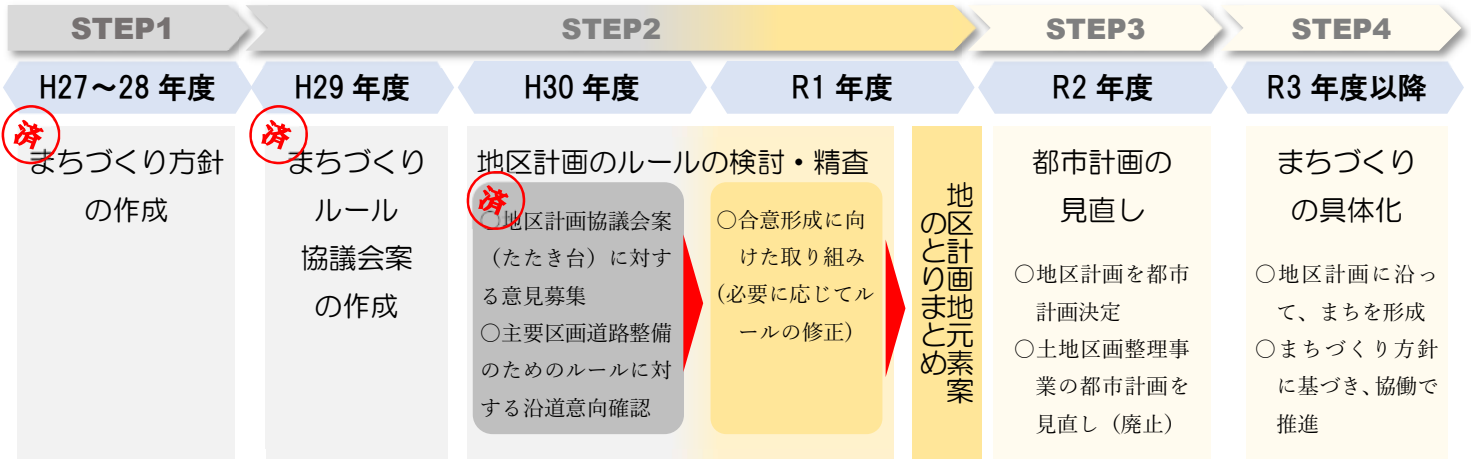 STEP1
STEP2
STEP3
STEP4
H27～28 年度
H29 年度
H30 年度
R1 年度
R2 年度
R3 年度以降
済
まちづくり方針
の作成
済
まちづくり
ルール
協議会案
の作成
地区計画のルールの検討・精査
済
○地区計画協議会案
（たたき台）に対す
る意見募集
○主要区画道路整備
のためのルールに対
する沿道意向確認
○合意形成に向
けた取り組み
(必要に応じてル
ールの修正)
地区計画地元素案
のとりまとめ
都市計画の
見直し
○地区計画を都市
計画決定
○土地区画整理事
業の都市計画を
見直し（廃止）
まちづくり
の具体化
○地区計画に沿っ
て、まちを形成
○まちづくり方針
に基づき、協働で
推進